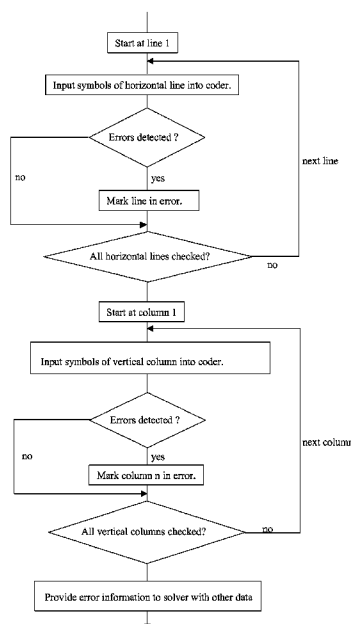 Start at line 1
Input symbols of horizontal line into coder.
Errors detected ?
next line
no
yes
Mark line in error.
All horizontal lines checked?
no
Start at column 1
Input symbols of vertical column into coder.
Errors detected ?
next column
no
yes
Mark column n in error.
All vertical columns checked?
no
Provide error information to solver with other data